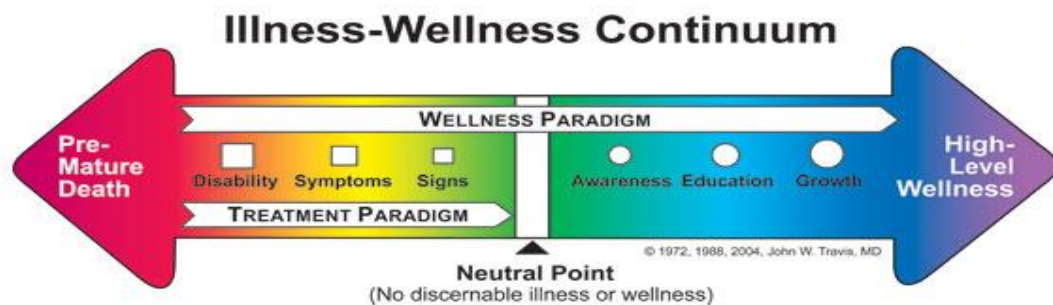 Illness-Wellness Continuum
WELLNESS PARADIGM
Pre-
Mature
Death
Disability Symptoms Signs
Awareness Education Growth
High-
Level
Wellness
TREATMENT PARADIGM
© 1972, 1988, 2004, John W. Travis, MD
Neutral Point
(No discernable illness or wellness)